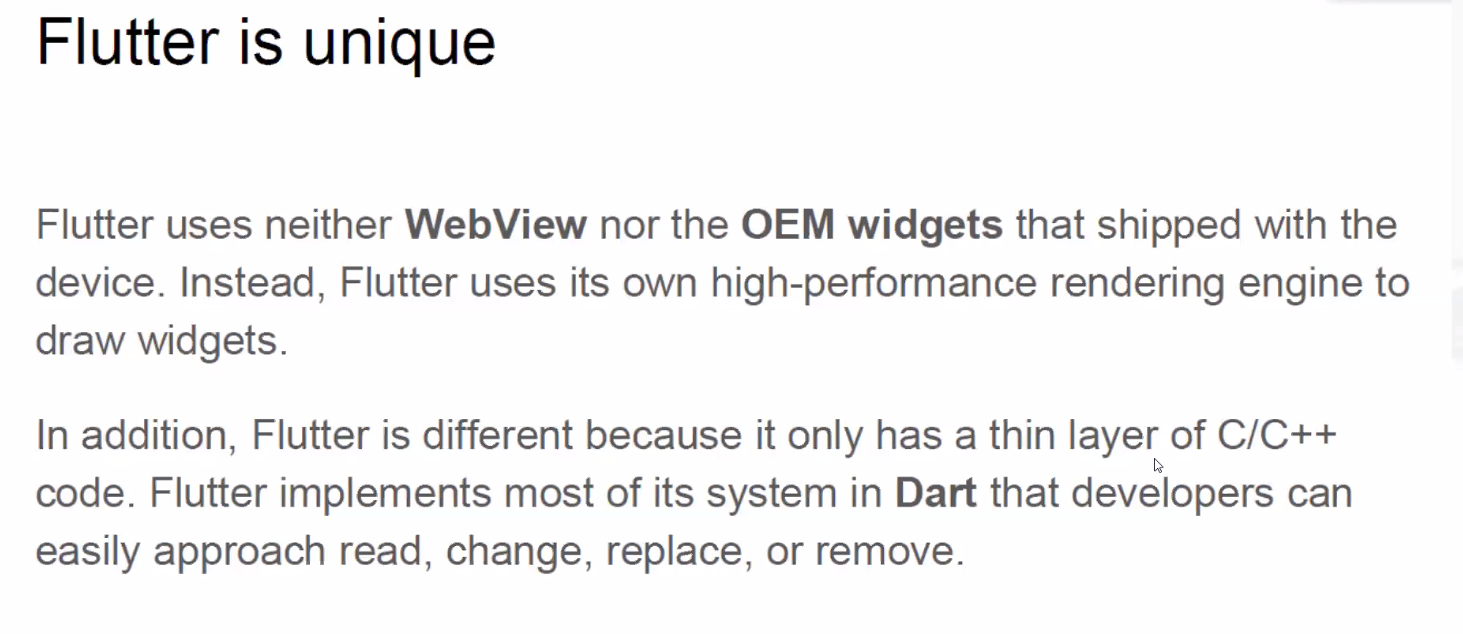 Flutter is unique
Flutter uses neither WebView nor the OEM widgets that shipped with the
device. Instead, Flutter uses its own high-performance rendering engine to
draw widgets.
In addition, Flutter is different because it only has a thin layer of C/C++
code. Flutter implements most of its system in Dart that developers can
easily approach read, change, replace, or remove.